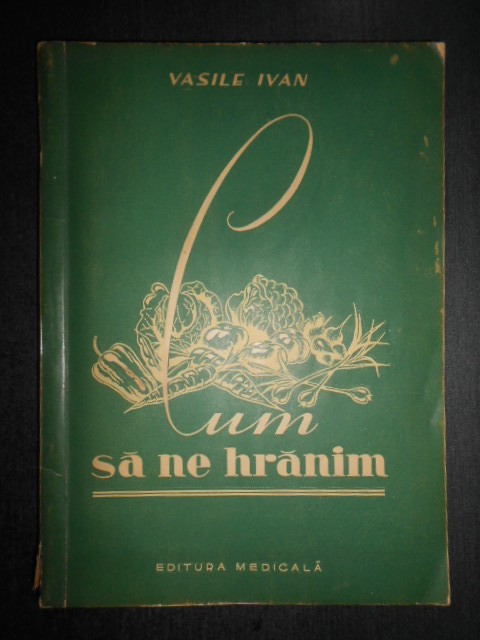 VASILE IVAN
Cum
să ne hrănim
EDITURA MEDICALĂ